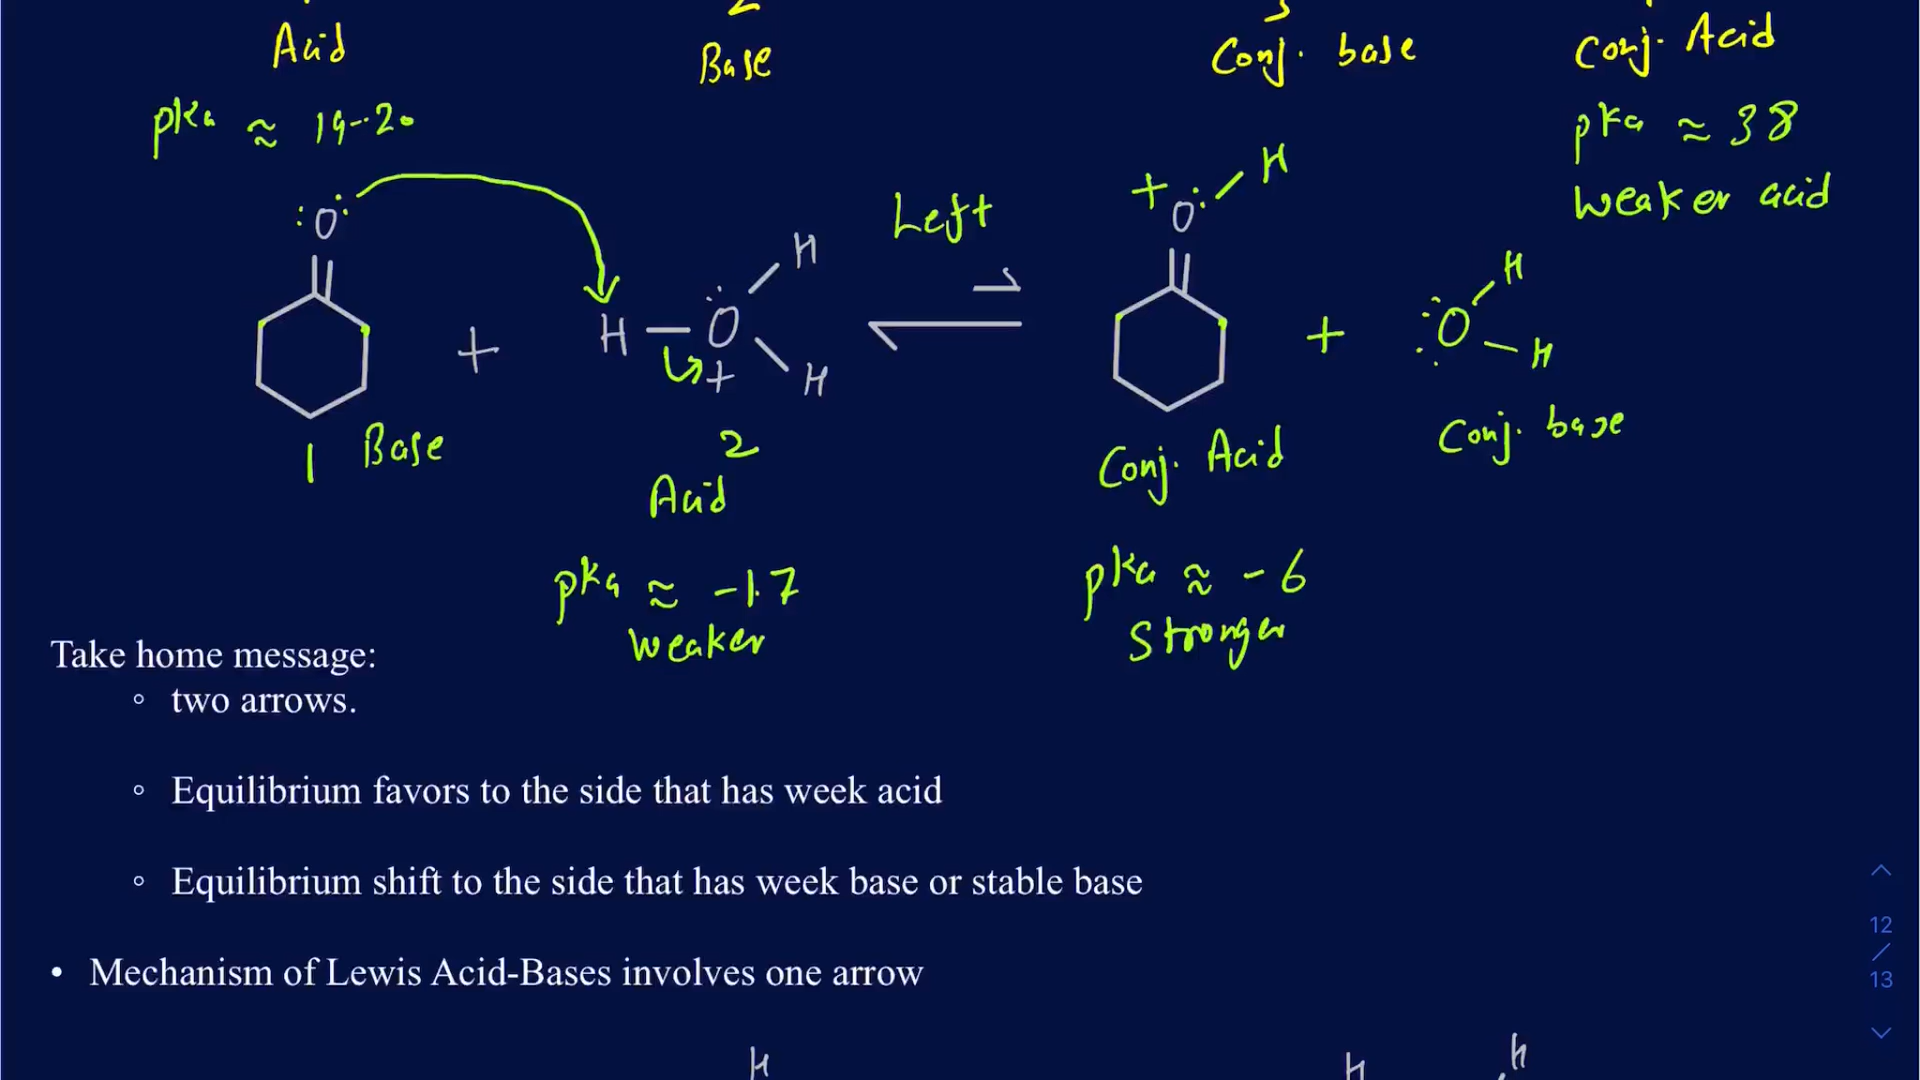 Acid
Base
Conj. base
Conj. Acid
pka ≈ 19-20
pka ≈ 38
weaker acid
+ O: H
:O:
Left
H
H
H — O
+
H
+
+
:O
H
Base
1
2
Acid
Conj. Acid
Conj. base
pka ≈ -1.7
weaker
pka ≈ -6
Stronger
Take home message:
◦ two arrows.
◦ Equilibrium favors to the side that has week acid
◦ Equilibrium shift to the side that has week base or stable base
• Mechanism of Lewis Acid-Bases involves one arrow
12
/
13
H
H
h